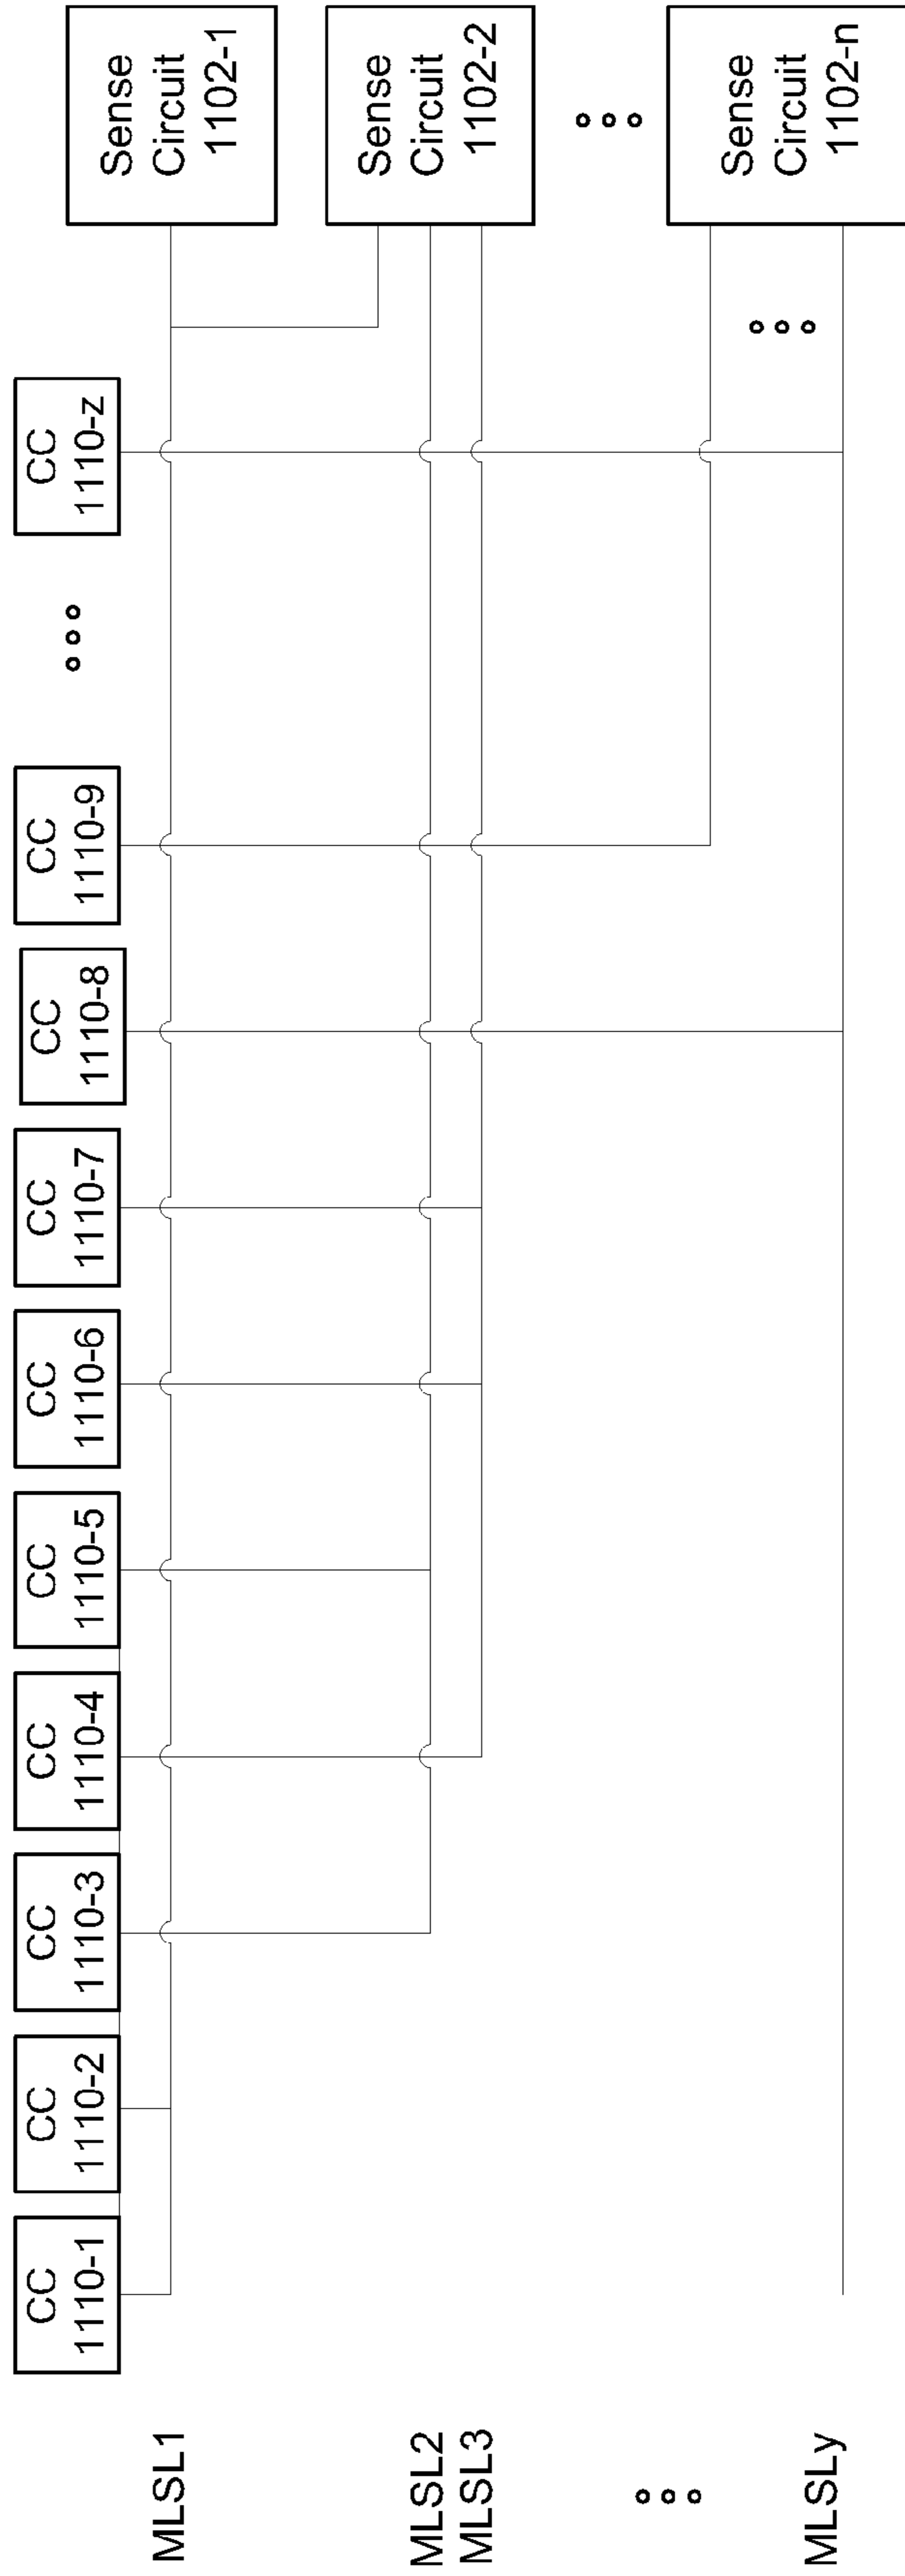 CC
1110-1
CC
1110-2
CC
1110-3
CC
1110-4
CC
1110-5
CC
1110-6
CC
1110-7
CC
1110-8
CC
1110-9
CC
1110-z
MLSL1
MLSL2
MLSL3
MLSLy
Sense
Circuit
1102-1
Sense
Circuit
1102-2
Sense
Circuit
1102-n